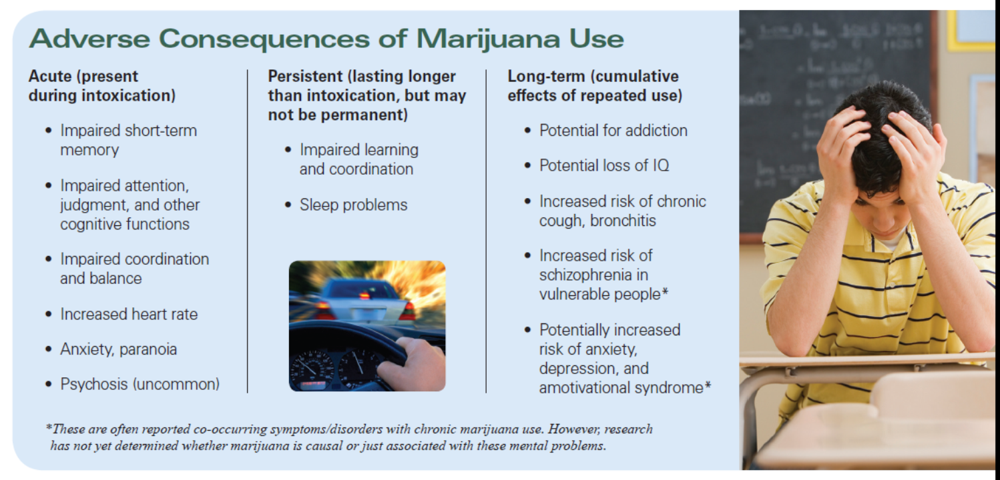 Adverse Consequences of Marijuana Use
Acute (present
during intoxication)
• Impaired short-term
memory
• Impaired attention,
judgment, and other
cognitive functions
• Impaired coordination
and balance
• Increased heart rate
• Anxiety, paranoia
• Psychosis (uncommon)
Persistent (lasting longer
than intoxication, but may
not be permanent)
• Impaired learning
and coordination
• Sleep problems
Long-term (cumulative
effects of repeated use)
• Potential for addiction
• Potential loss of IQ
• Increased risk of chronic
cough, bronchitis
• Increased risk of
schizophrenia in
vulnerable people*
• Potentially increased
risk of anxiety,
depression, and
amotivational syndrome*
*These are often reported co-occurring symptoms/disorders with chronic marijuana use. However, research
has not yet determined whether marijuana is causal or just associated with these mental problems.